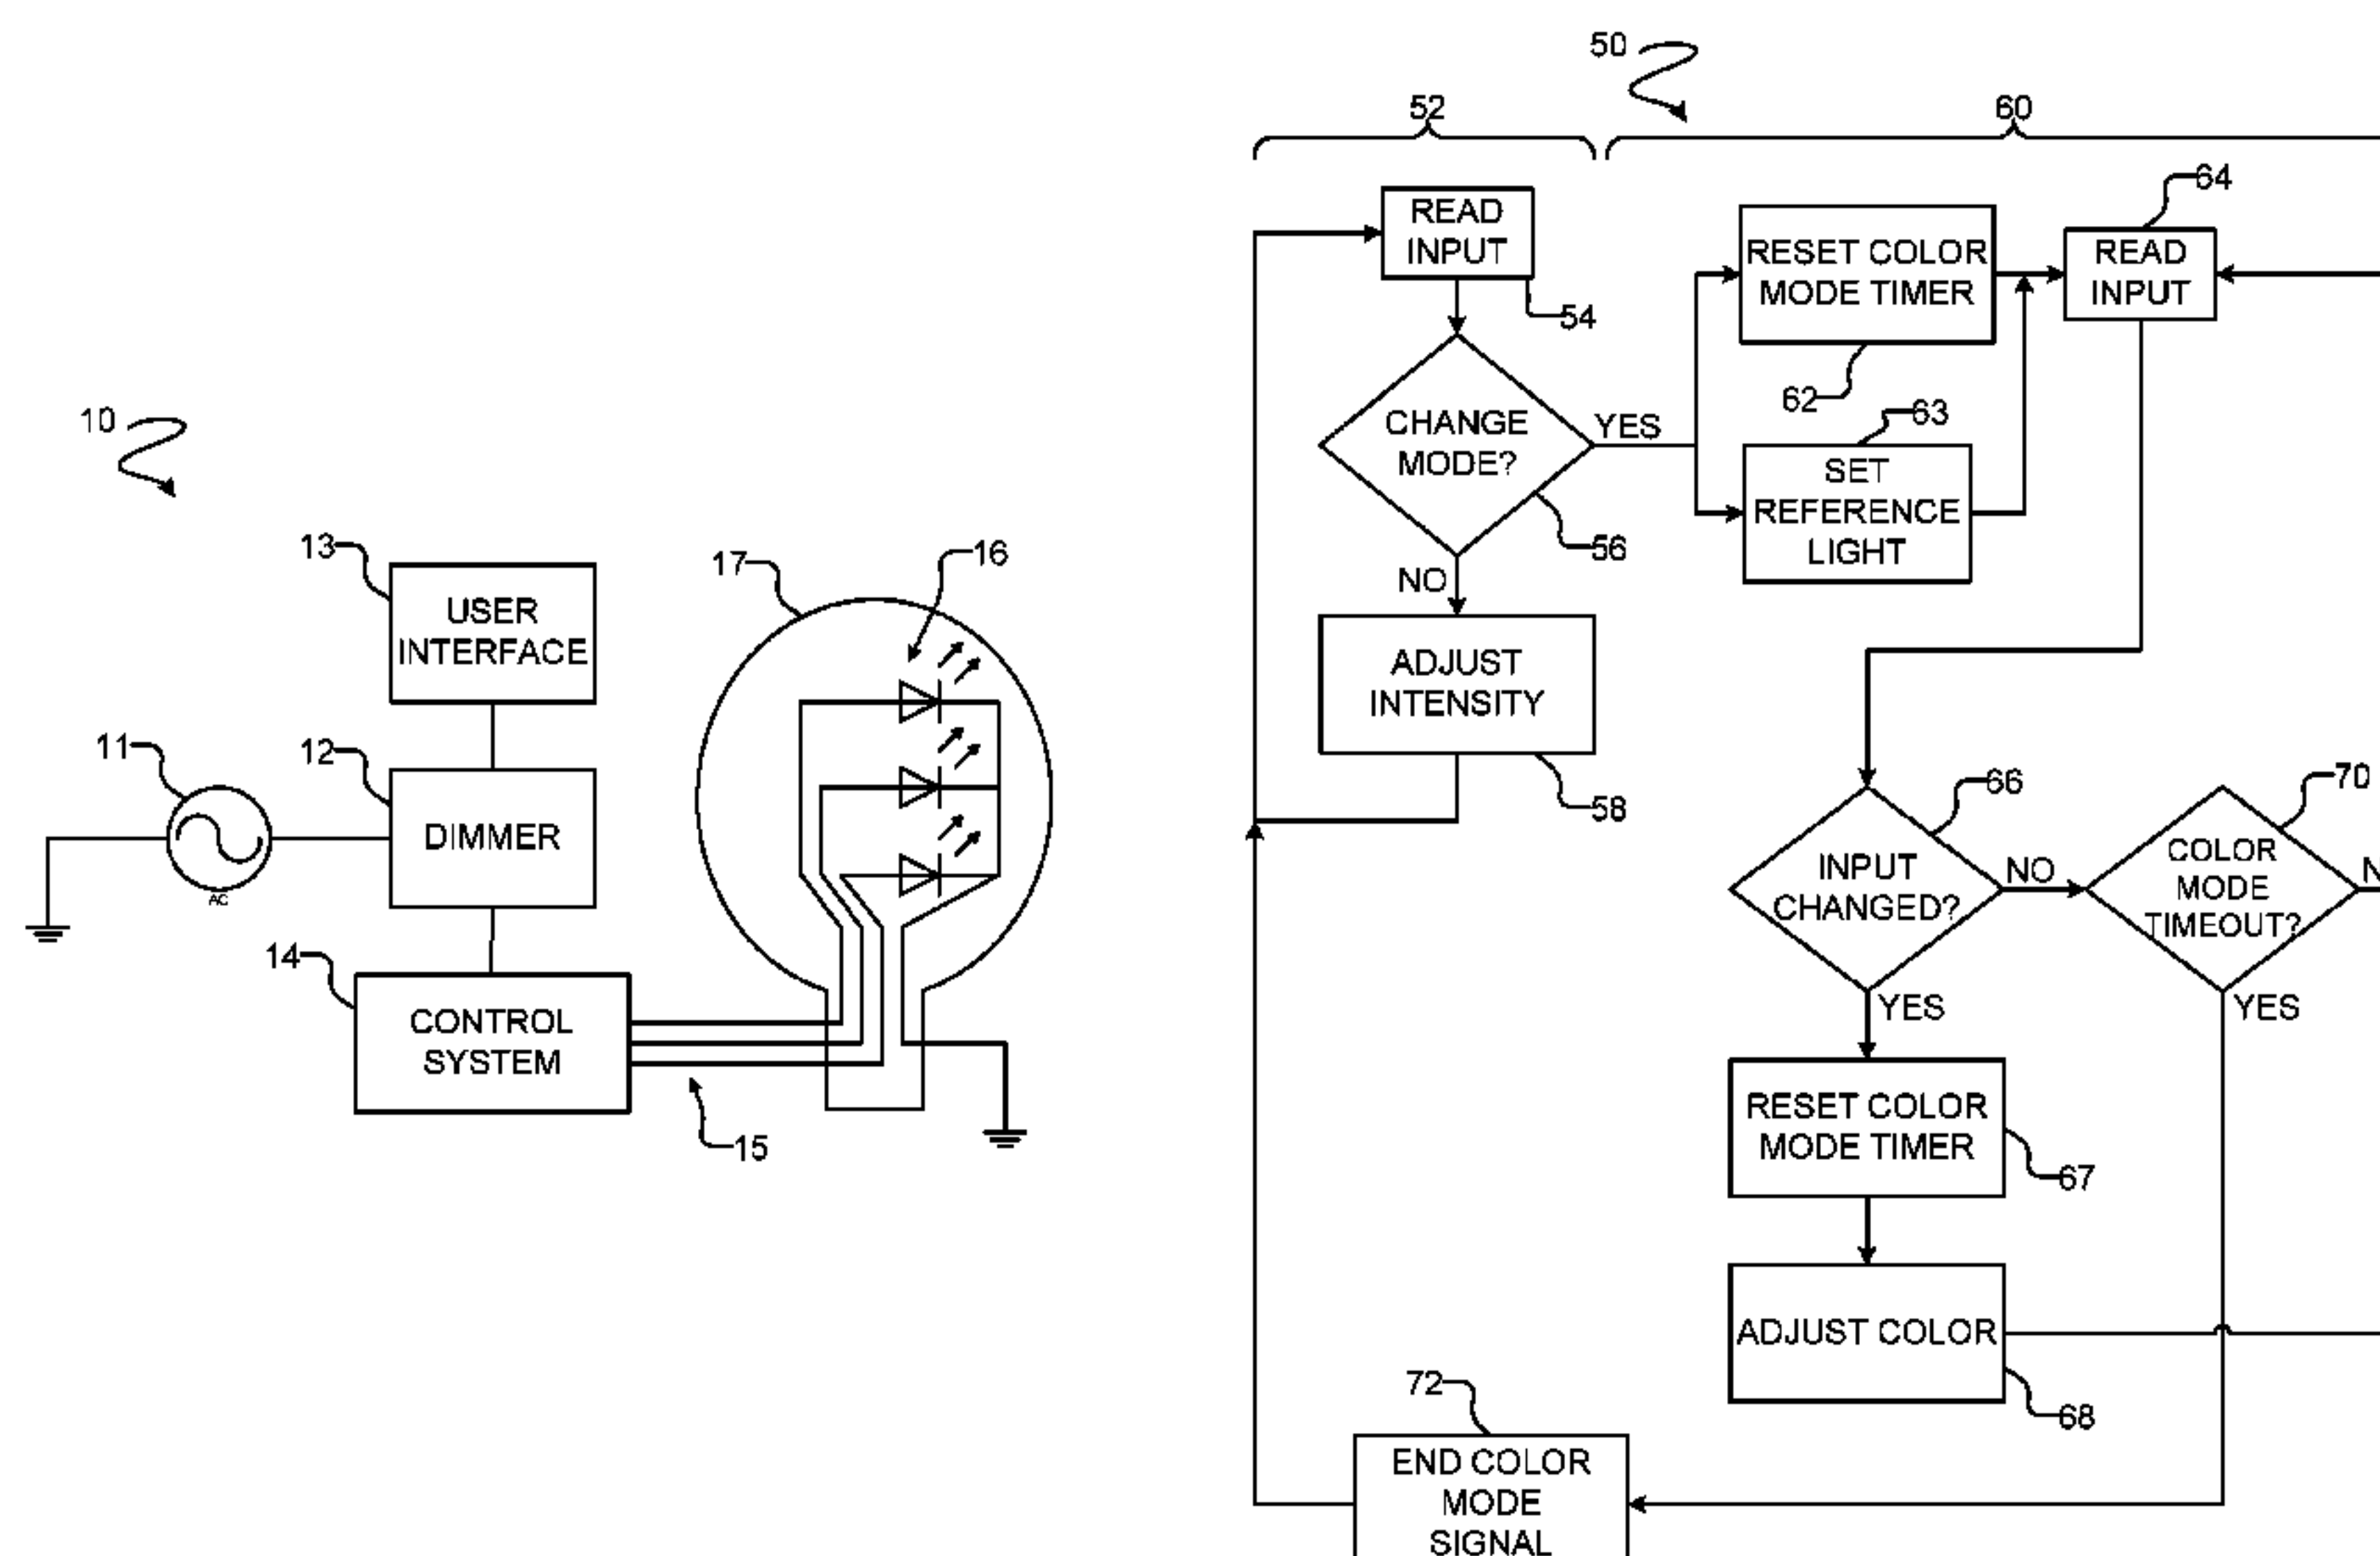 10
13
USER
INTERFACE
17
16
11
12
AC
DIMMER
14
CONTROL
SYSTEM
15
50
52
60
READ
INPUT
54
CHANGE
MODE?
YES
56
NO
ADJUST
INTENSITY
58
RESET COLOR
MODE TIMER
62
63
SET
REFERENCE
LIGHT
64
READ
INPUT
66
INPUT
CHANGED?
NO
YES
70
COLOR
MODE
TIMEOUT?
YES
RESET COLOR
MODE TIMER
67
ADJUST COLOR
68
72
END COLOR
MODE
SIGNAL